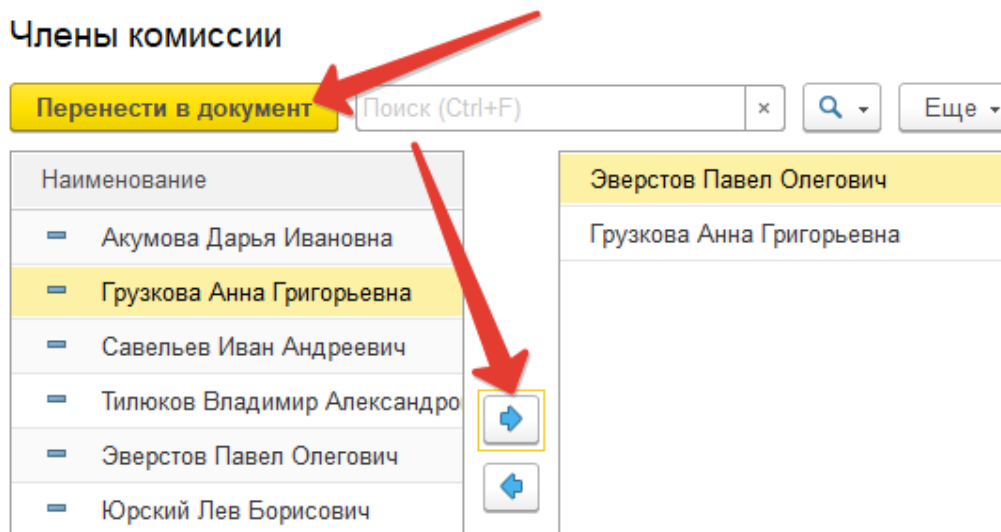 Члены комиссии
Перенести в документ
Поиск (Ctrl+F)
×
Еще
Наименование
Акумова Дарья Ивановна
Грузкова Анна Григорьевна
Савельев Иван Андреевич
Тилюков Владимир Александро
Эверстов Павел Олегович
Юрский Лев Борисович
Эверстов Павел Олегович
Грузкова Анна Григорьевна